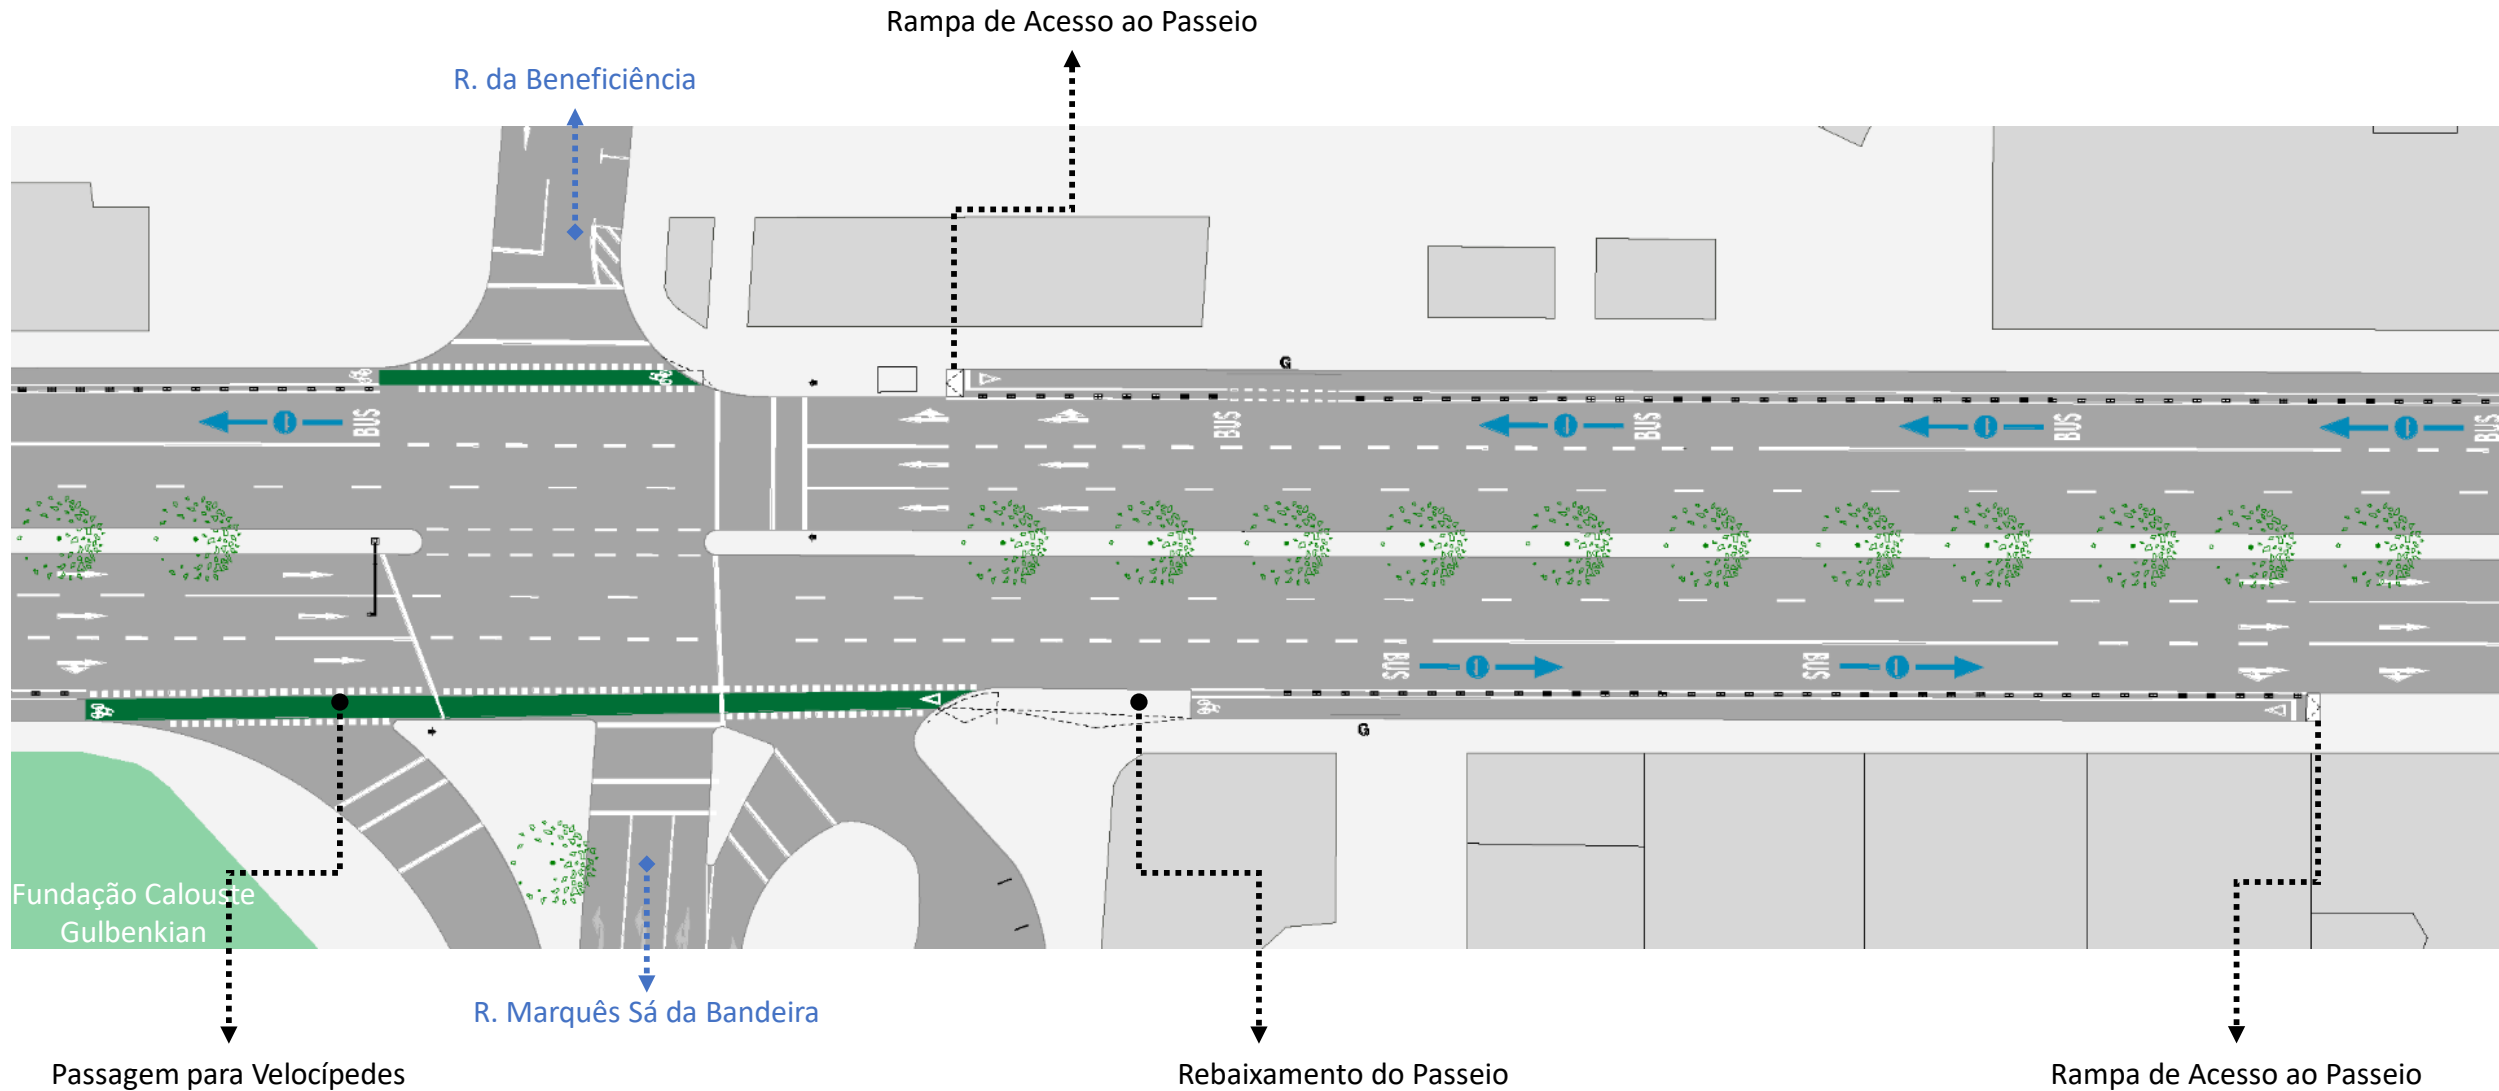 Rampa de Acesso ao Passeio
R. da Beneficiência
G
BUS
BUS
BUS
BUS
BUS
BUS
BUS
G
Fundação Calouste
Gulbenkian
R. Marquês Sá da Bandeira
Passagem para Velocípedes
Rebaixamento do Passeio
Rampa de Acesso ao Passeio